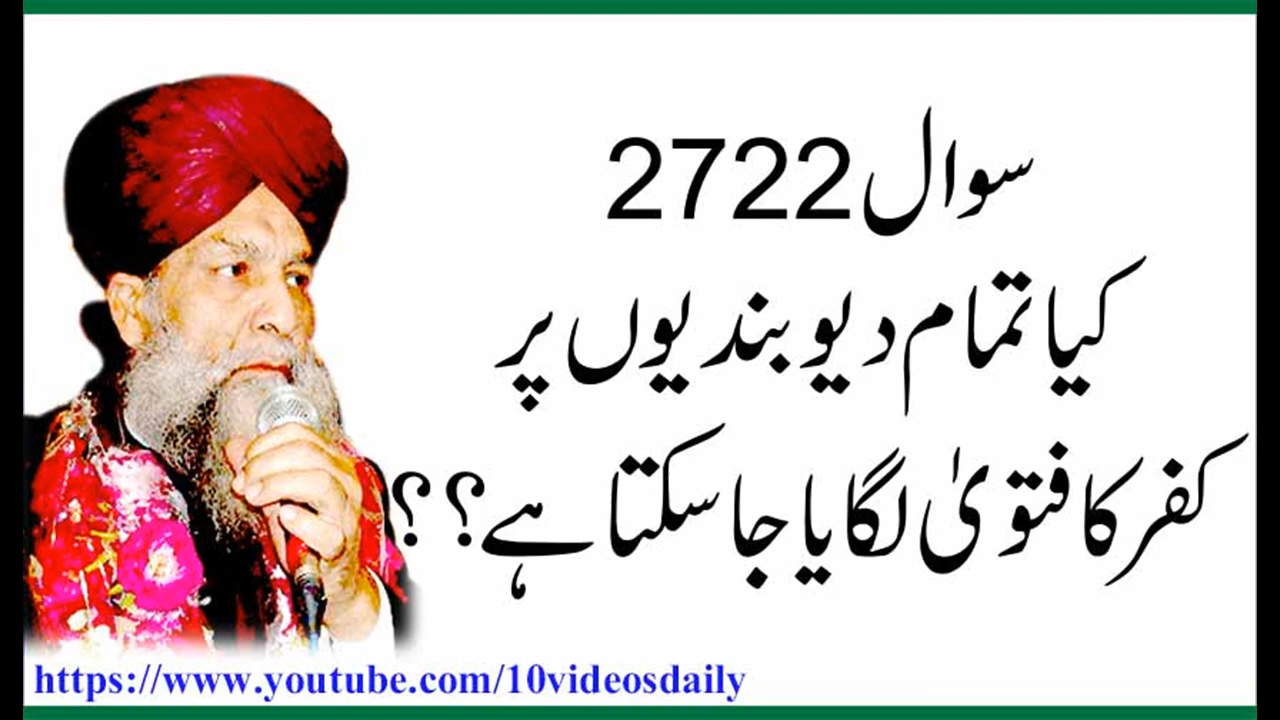 سوال 2722
کیا تمام دیوبندیوں پر
کفر کا فتویٰ لگایا جا سکتا ہے؟؟
https://www.youtube.com/10videosdaily